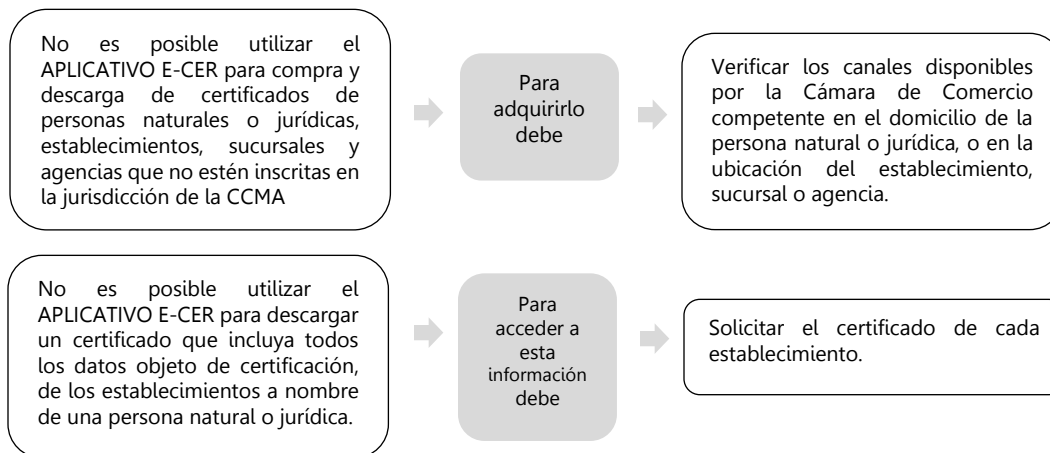 No es posible utilizar el
APLICATIVO E-CER para compra y
descarga de certificados de
personas naturales o jurídicas,
establecimientos, sucursales y
agencias que no estén inscritas en
la jurisdicción de la CCMA
Para
adquirirlo
debe
Verificar los canales disponibles
por la Cámara de Comercio
competente en el domicilio de la
persona natural o jurídica, o en la
ubicación del establecimiento,
sucursal o agencia.
No es posible utilizar el
APLICATIVO E-CER para descargar
un certificado que incluya todos
los datos objeto de certificación,
de los establecimientos a nombre
de una persona natural o jurídica.
Para
acceder a
esta
información
debe
Solicitar el certificado de cada
establecimiento.